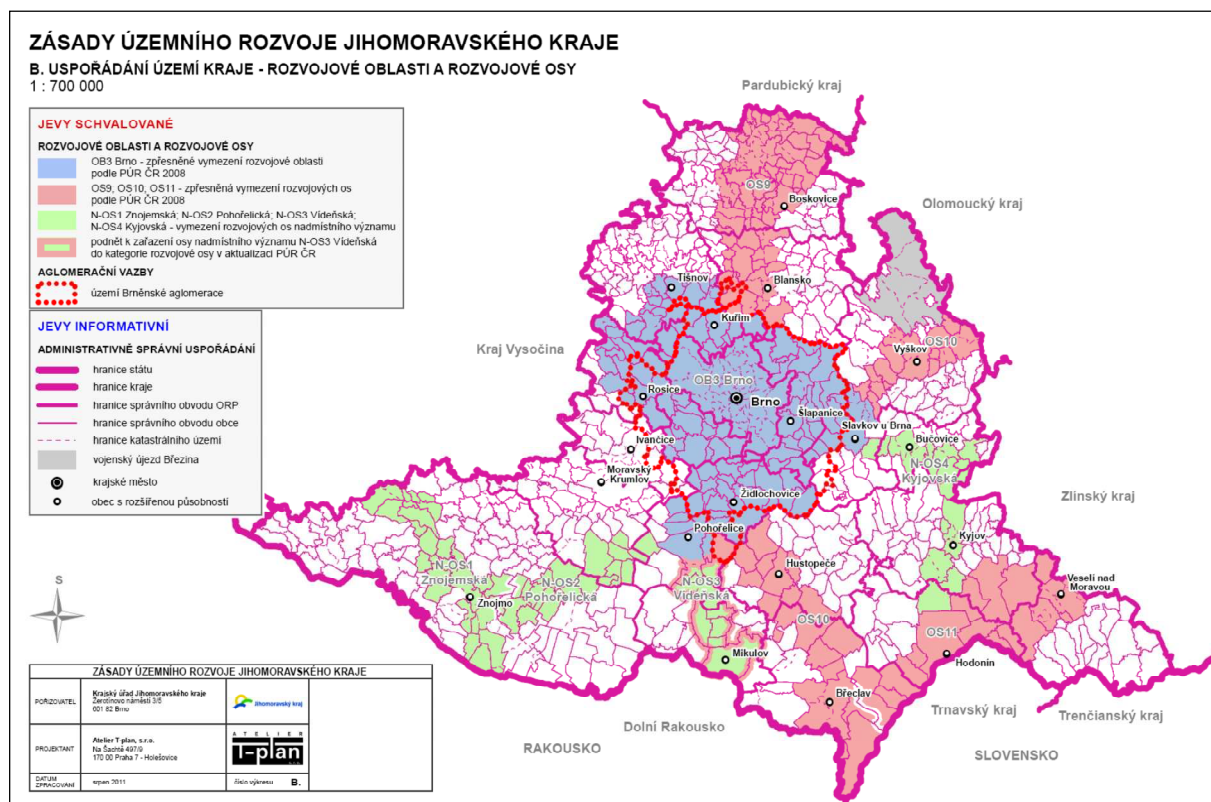 ZÁSADY ÚZEMNÍHO ROZVOJE JIHOMORAVSKÉHO KRAJE
B. USPOŘÁDÁNÍ ÚZEMÍ KRAJE - ROZVOJOVÉ OBLASTI A ROZVOJOVÉ OSY
1 : 700 000
JEVY SCHVALOVANÉ
ROZVOJOVÉ OBLASTI A ROZVOJOVÉ OSY
OB3 Brno - zpřesněné vymezení rozvojové oblasti
podle PÚR ČR 2008
OS9, OS10, OS11 - zpřesněná vymezení rozvojových os
podle PÚR ČR 2008
N-OS1 Znojemská; N-OS2 Pohořelická; N-OS3 Vídeňská;
N-OS4 Kyjovská - vymezení rozvojových os nadmístního významu
podnět k zařazení osy nadmístního významu N-OS3 Vídeňská
do kategorie rozvojové osy v aktualizaci PÚR ČR
AGLOMERAČNÍ VAZBY
území Brněnské aglomerace
JEVY INFORMATIVNÍ
ADMINISTRATIVNĚ SPRÁVNÍ USPOŘÁDÁNÍ
hranice státu
hranice kraje
hranice správního obvodu ORP
hranice správního obvodu obce
hranice katastrálního území
vojenský újezd Březina
krajské město
obec s rozšířenou působností
Pardubický kraj
OS9
Boskovice
Olomoucký kraj
Tišnov
Blansko
Kuřim
Kraj Vysočina
OS10
Vyškov
OB3 Brno
Rosice
Brno
Šlapanice
Slavkov u Brna
Ivančice
Bučovice
N-OS4
Kyjovská
Moravský
Krumlov
Židlochovice
Zlínský kraj
Pohořelice
Kyjov
N-OS1
Znojemská
N-OS2
Pohořelická
N-OS3
Vídeňská
Hustopeče
Veselí nad
Moravou
Znojmo
OS10
OS11
Mikulov
Hodonín
Břeclav
Dolní Rakousko
Trnavský kraj
Trenčianský kraj
RAKOUSKO
SLOVENSKO
S
ZÁSADY ÚZEMNÍHO ROZVOJE JIHOMORAVSKÉHO KRAJE
POŘIZOVATEL
Krajský úřad Jihomoravského kraje
Žerotínovo náměstí 3/5
601 82 Brno
Jihomoravský kraj
PROJEKTANT
Atelier T-plan, s.r.o.
Na Šachtě 497/9
170 00 Praha 7 - Holešovice
ATELIER
T-plan
DATUM
ZPRACOVÁNÍ
srpen 2011
číslo výkresu B.